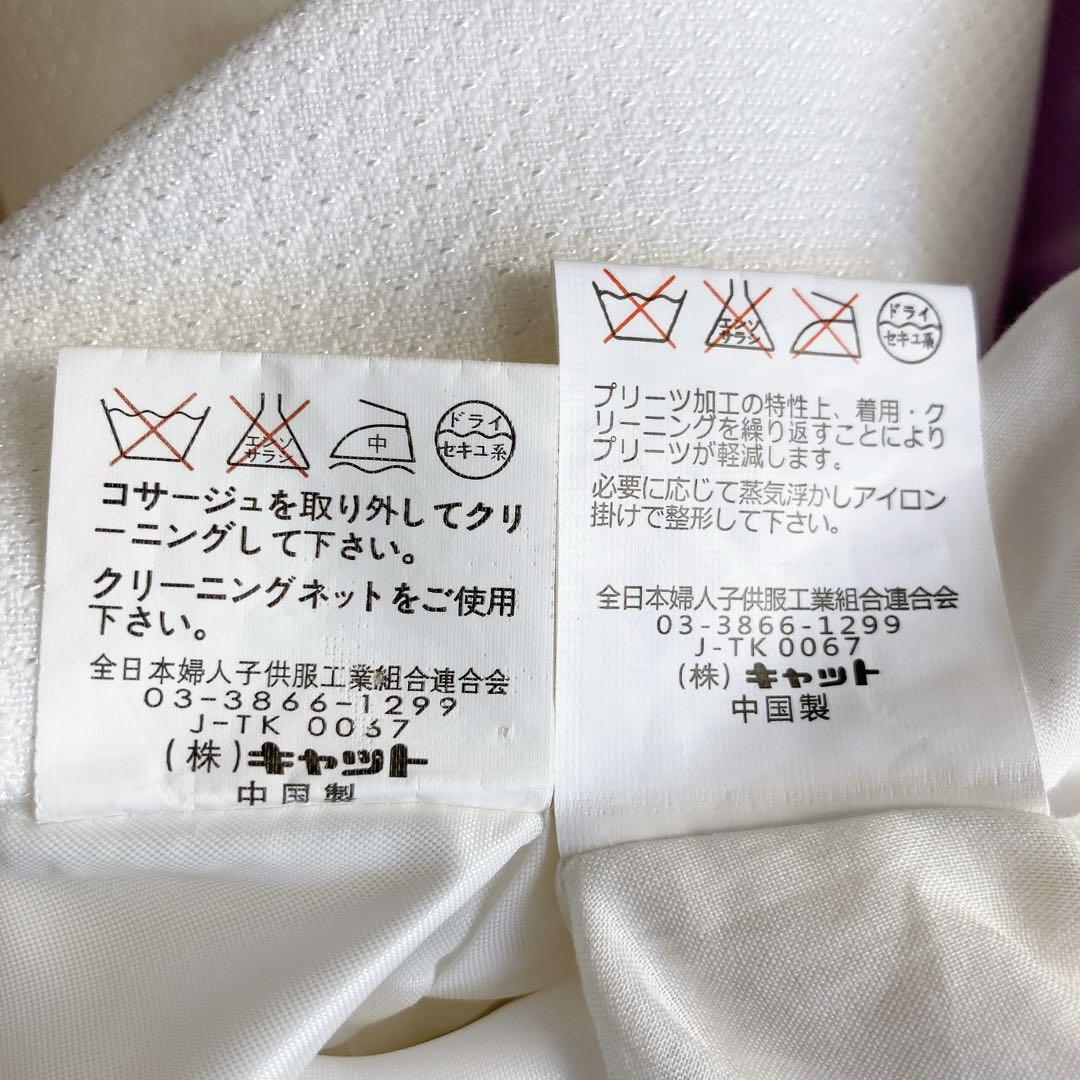 エンソ
サラシ
中
ドライ
セキユ系
コサージュを取り外してクリ
ーニングして下さい。
クリーニングネットをご使用
下さい。
全日本婦人子供服工業組合連合会
03-3866-1299
J-TK 0067
(株)キャット
中国製
エンソ
サラシ
ドライ
セキユ系
プリーツ加工の特性上、着用・ク
リーニングを繰り返すことにより
プリーツが軽減します。
必要に応じて蒸気浮かしアイロン
掛けで整形して下さい。
全日本婦人子供服工業組合連合会
03-3866-1299
J-TK0067
(株)キャット
中国製